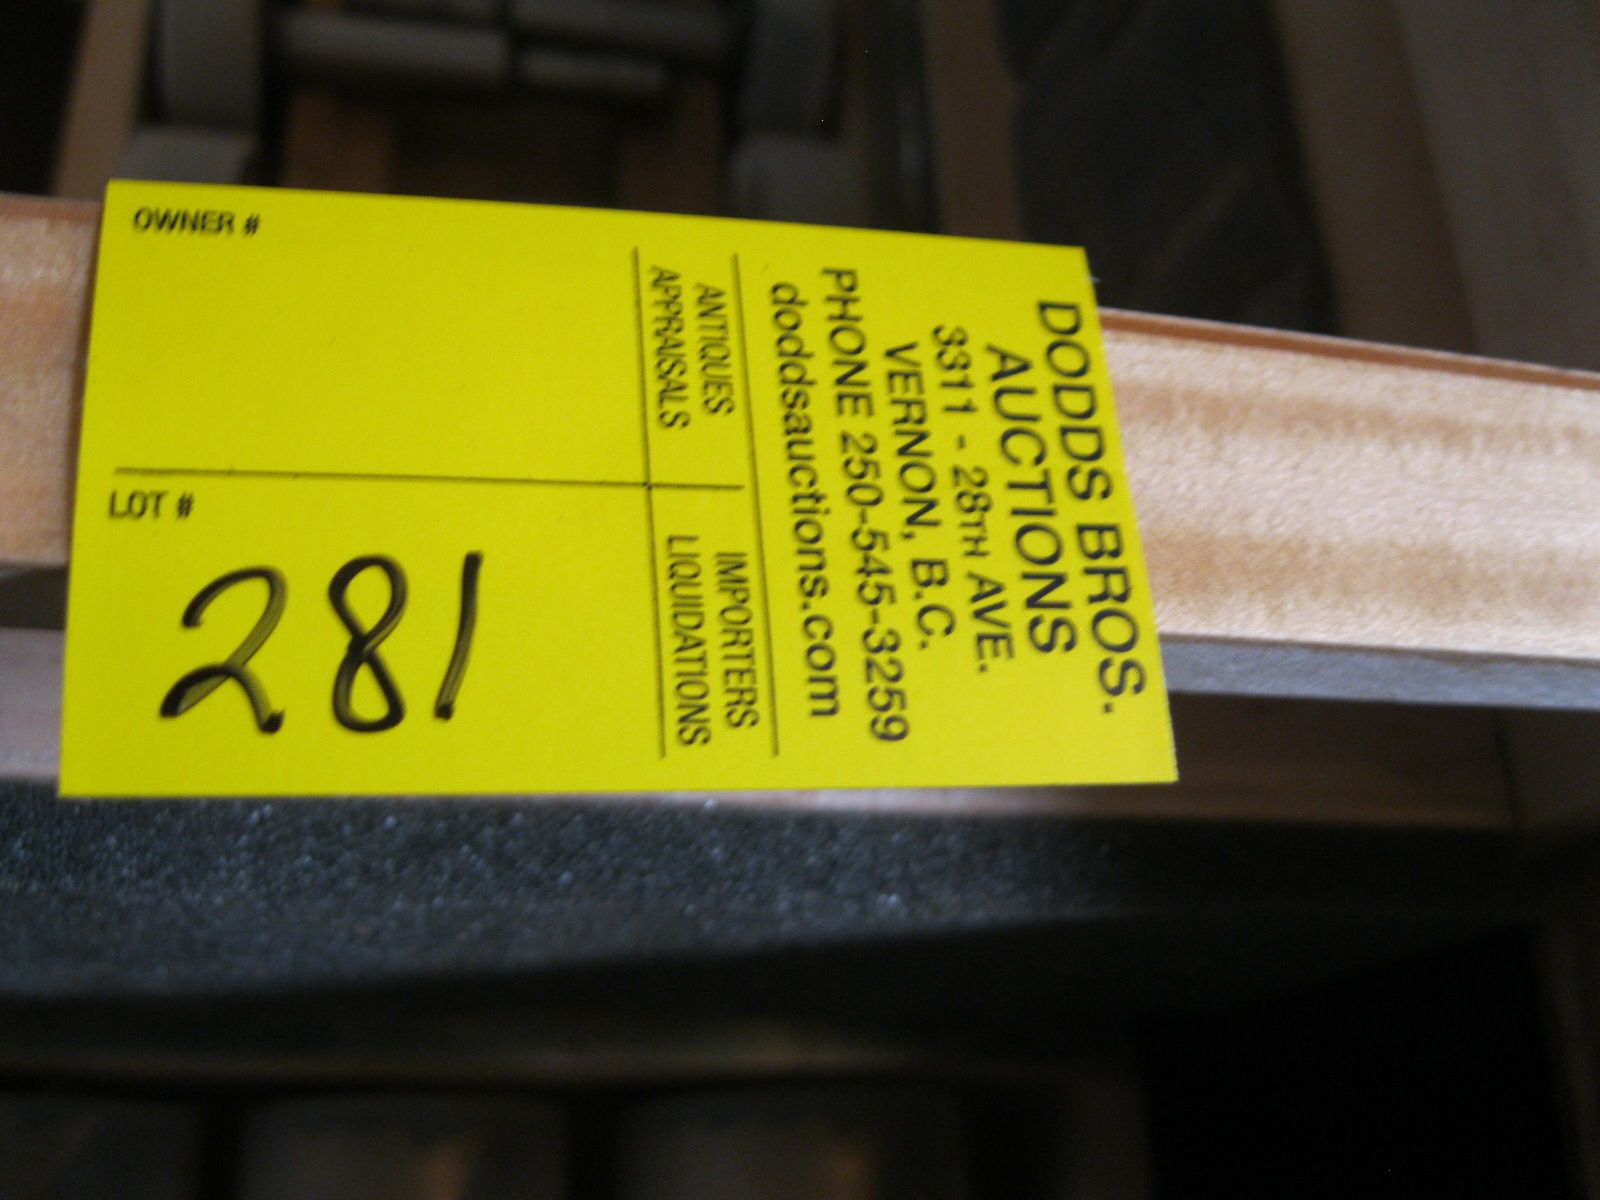 DODDS BROS.
AUCTIONS
3311 - 28TH AVE.
VERNON, B.C.
PHONE 250-545-3259
doddsauctions.com
ANTIQUES
APPRAISALS
IMPORTERS
LIQUIDATIONS
OWNER #
LOT #
281